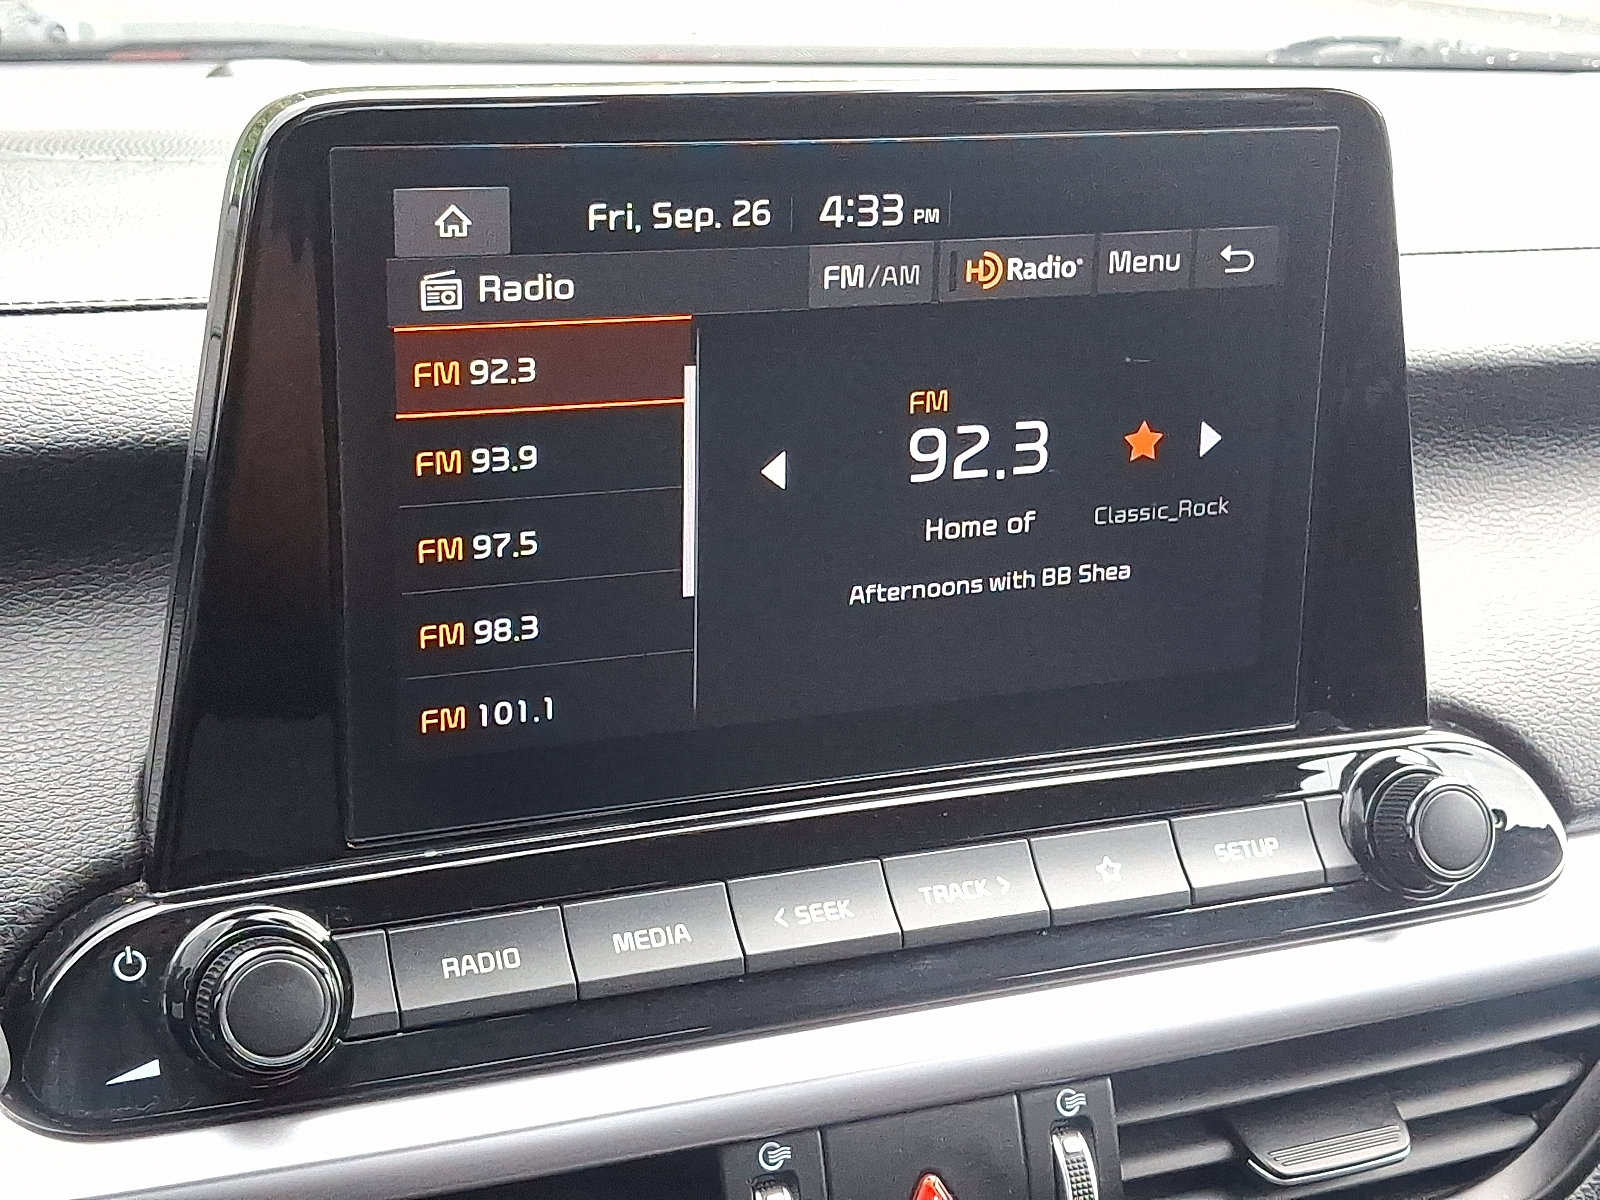 Fri, Sep. 26 4:33 PM
Radio FM/AM HD Radio Menu
FM 92.3
FM 93.9
FM 97.5
FM 98.3
FM 101.1
FM
92.3
Home of Classic_Rock
Afternoons with BB Shea
RADIO MEDIA < SEEK TRACK > SETUP